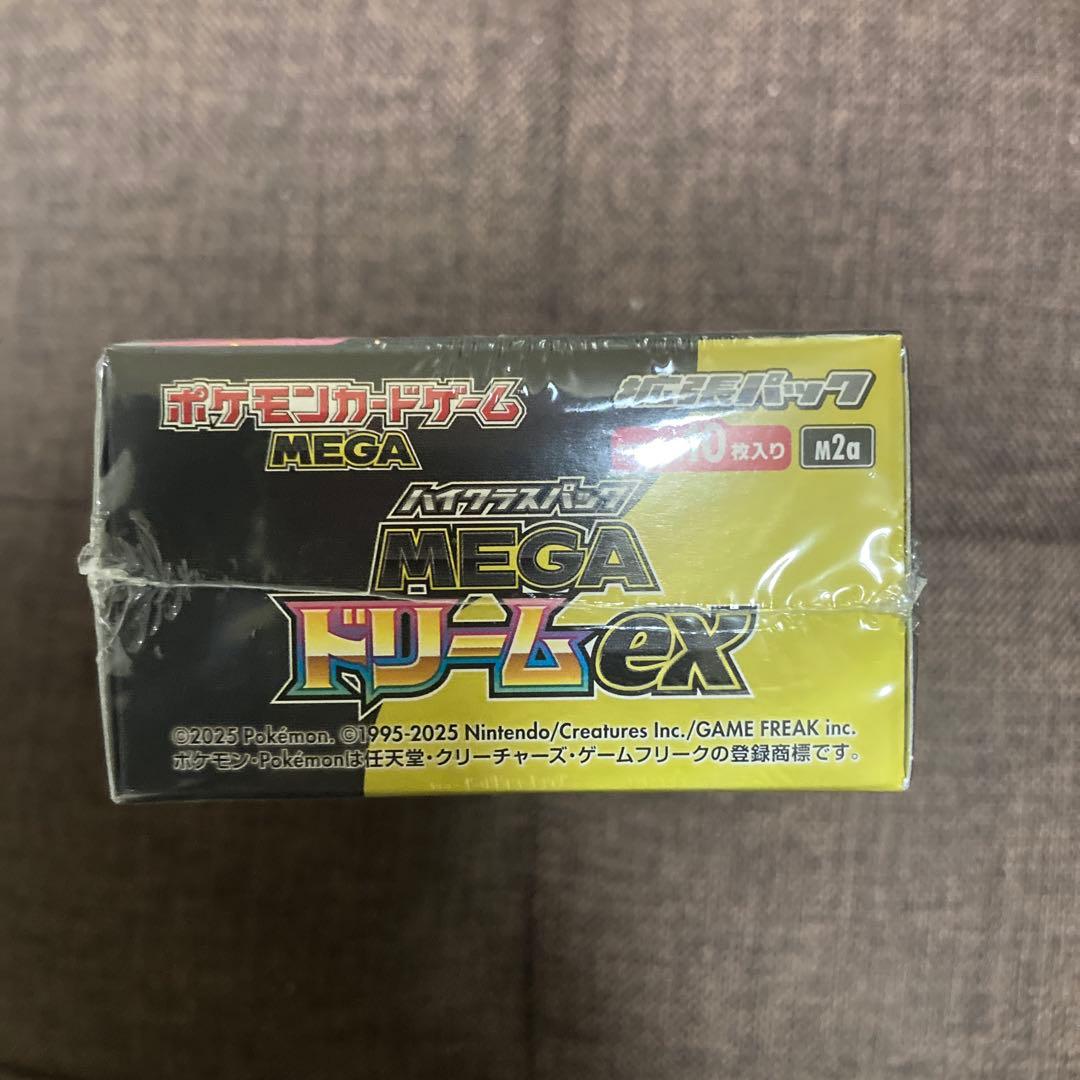 ポケモンカードゲーム
MEGA
拡張パック
10枚入り
M2a
ハイクラスパック
MEGA
ドリームex
©2025 Pokémon. ©1995-2025 Nintendo/Creatures Inc./GAME FREAK inc.
ポケモン・Pokémonは任天堂・クリーチャーズ・ゲームフリークの登録商標です。